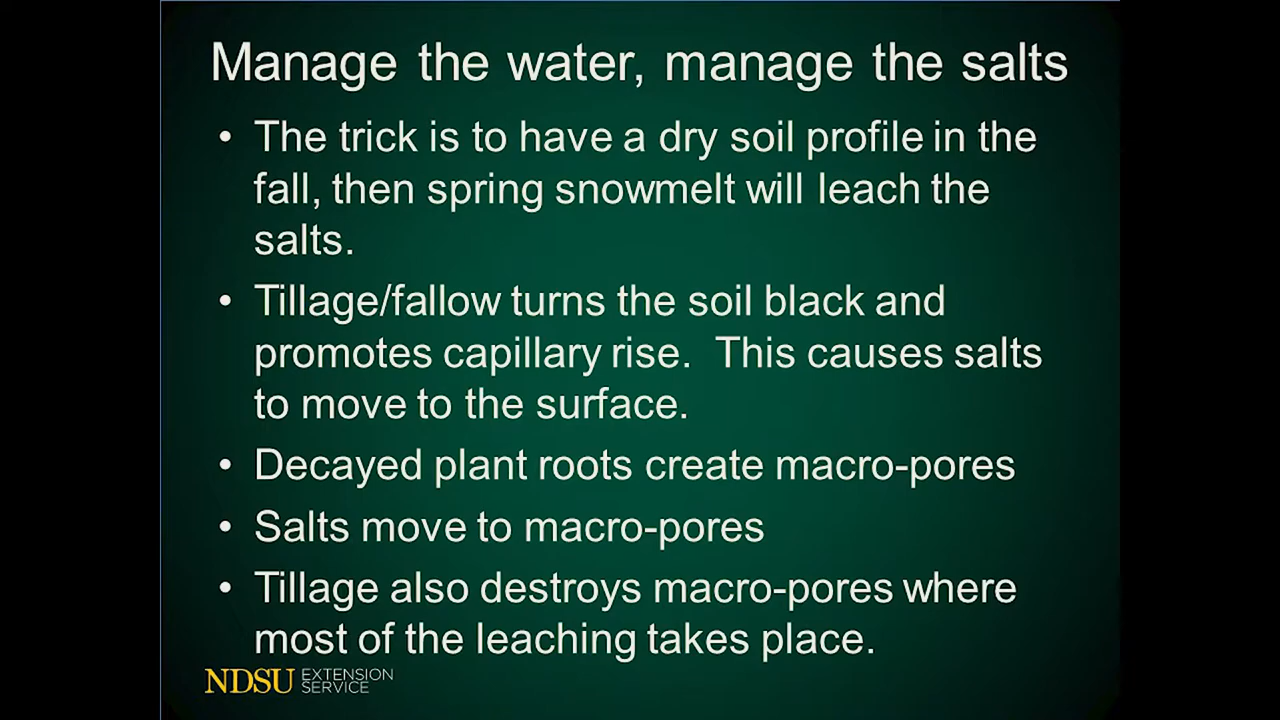 Manage the water, manage the salts
• The trick is to have a dry soil profile in the
fall, then spring snowmelt will leach the
salts.
• Tillage/fallow turns the soil black and
promotes capillary rise.  This causes salts
to move to the surface.
• Decayed plant roots create macro-pores
• Salts move to macro-pores
• Tillage also destroys macro-pores where
most of the leaching takes place.
NDSU EXTENSION
SERVICE